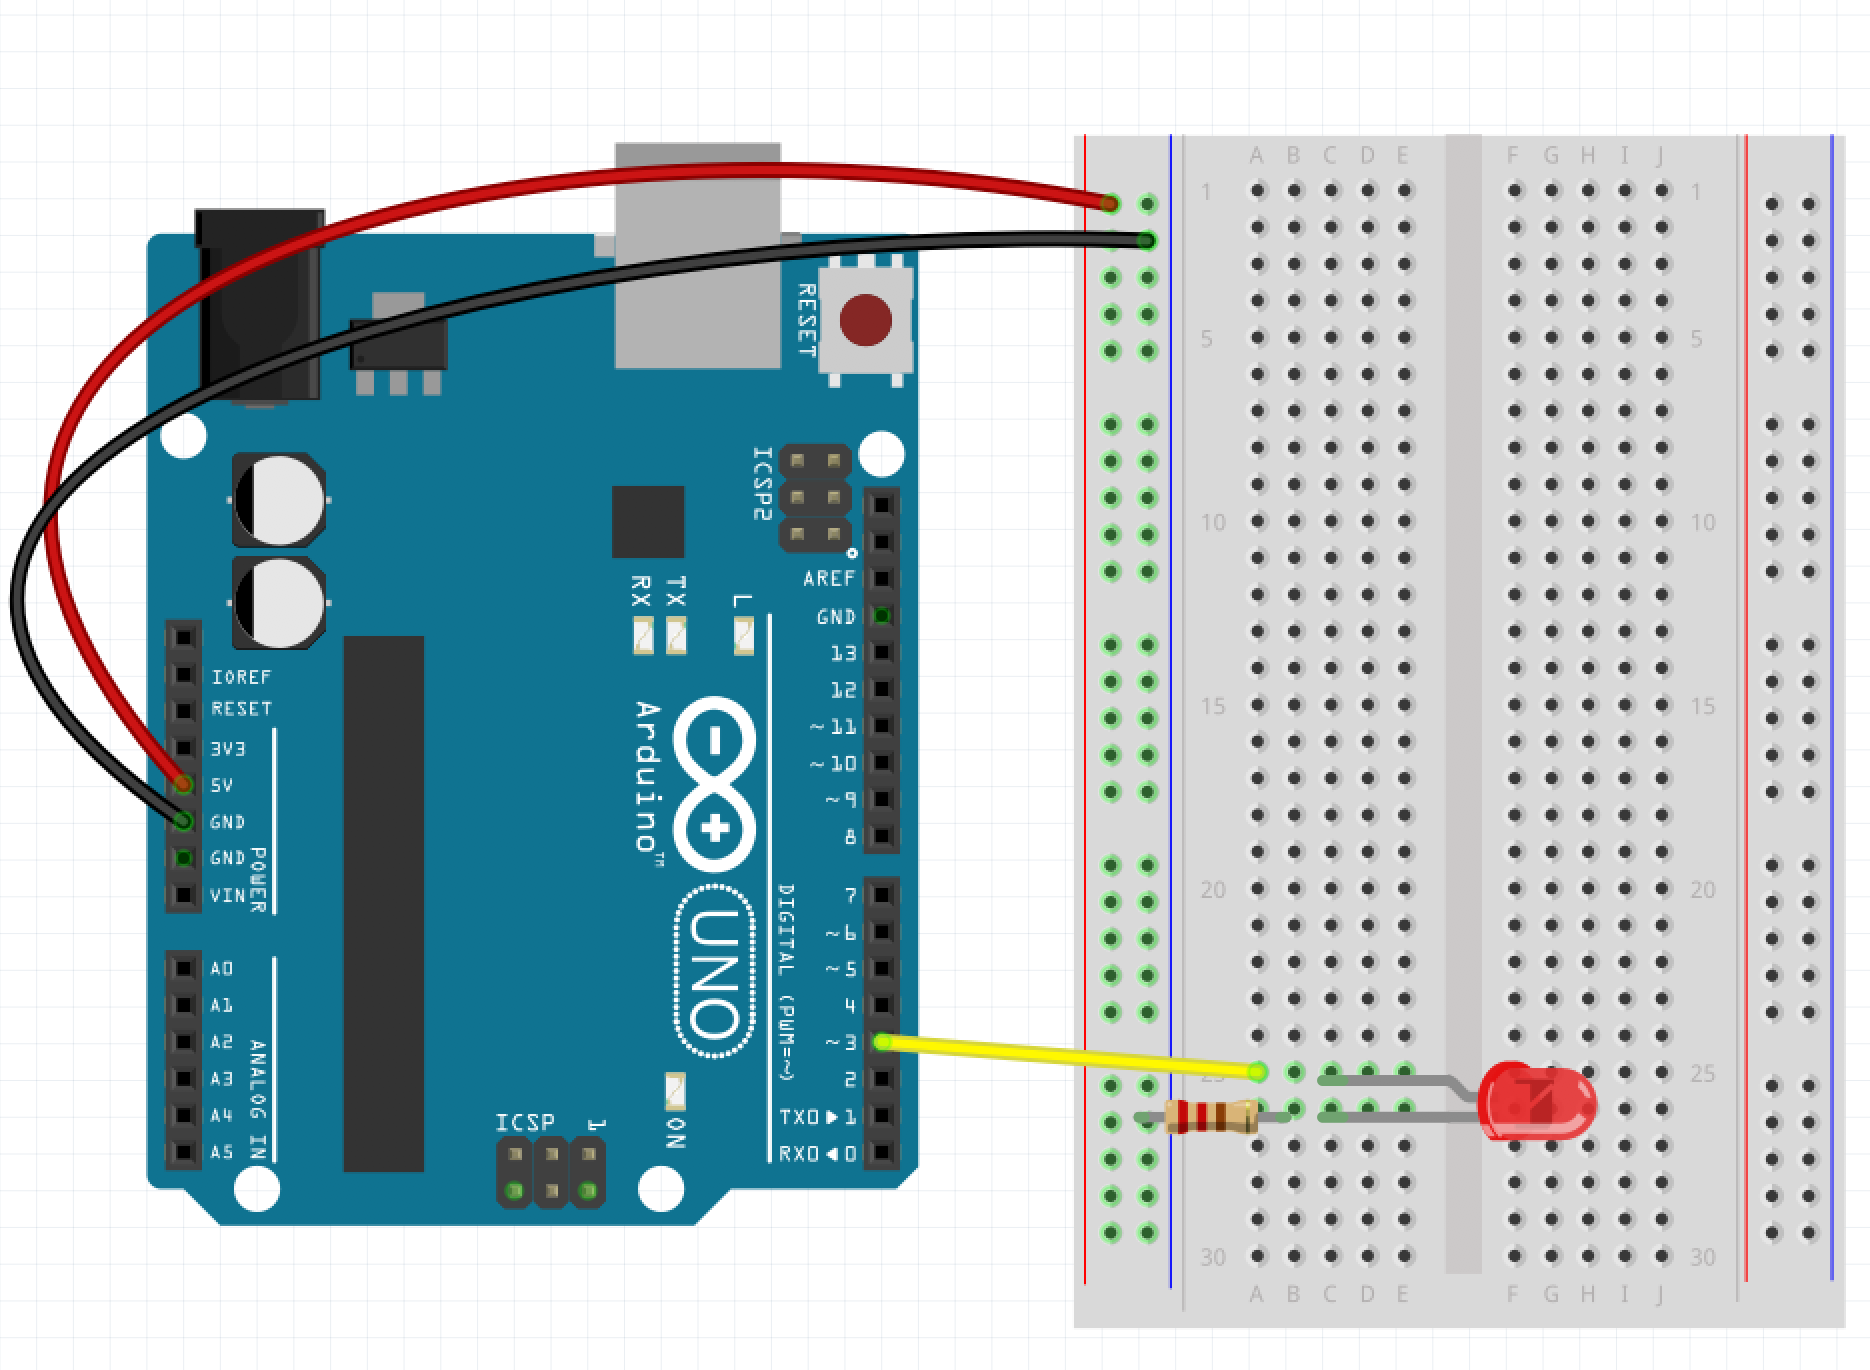 RESET
ICSP2
RX
TX
L
AREF
GND
13
12
~11
~10
~9
8
IOREF
RESET
3V3
5V
GND
GND
VIN
POWER
Arduino™
UNO
DIGITAL (PWM=~)
7
~6
~5
4
~3
2
TX0▶1
RX0◀0
A0
A1
A2
A3
A4
A5
ANALOG IN
ICSP
1
ON
A B C D E F G H I J
1 1
5 5
10 10
15 15
20 20
25 25
30 30
A B C D E F G H I J